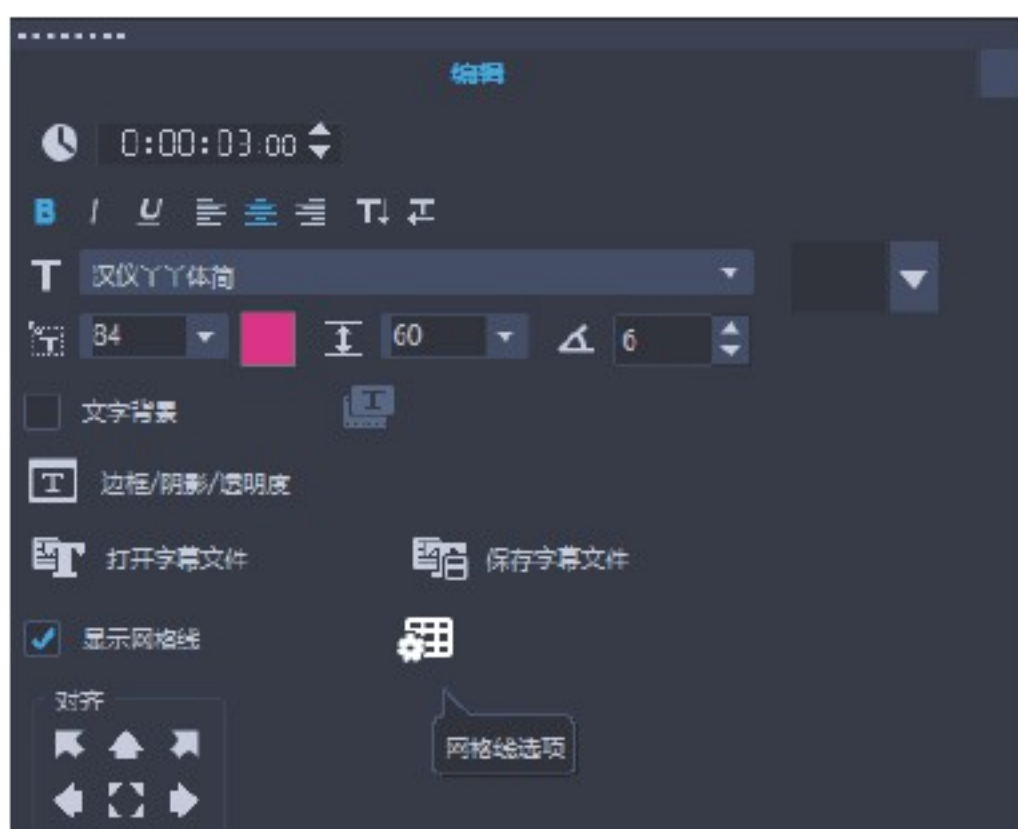 编辑
0:00:03:00
B I U
T 汉仪丫丫体简
84 60 6
文字背景
边框/阴影/透明度
打开字幕文件 保存字幕文件
显示网格线
对齐
网格线选项